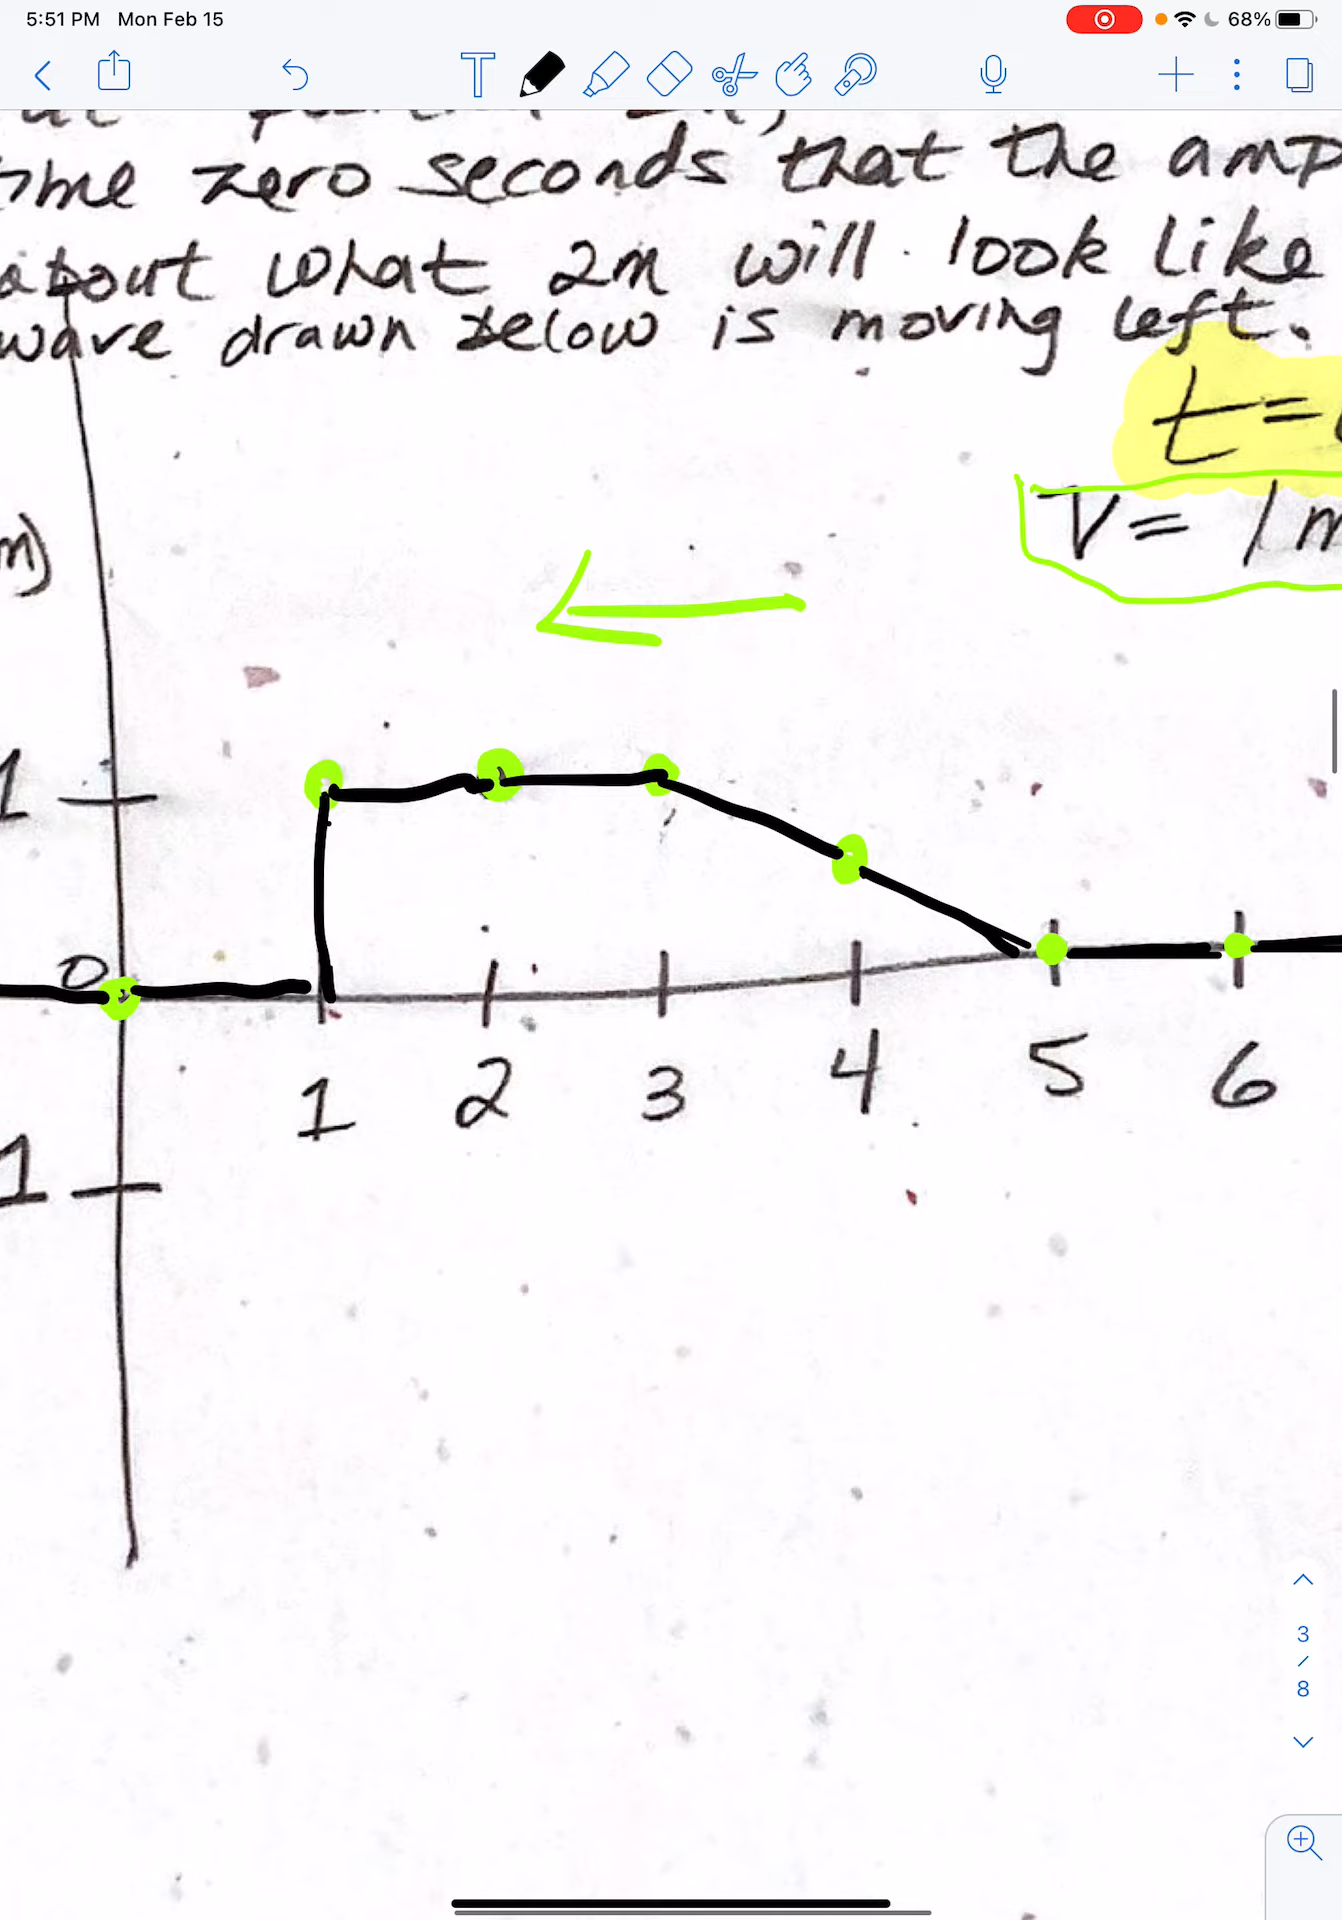 5:51 PM Mon Feb 15
68%
T
time zero seconds that the amp
about what 2m will look like
wave drawn below is moving left.
t=
m)
V= 1 m
1
0
1 2 3 4 5 6
1
3
/
8